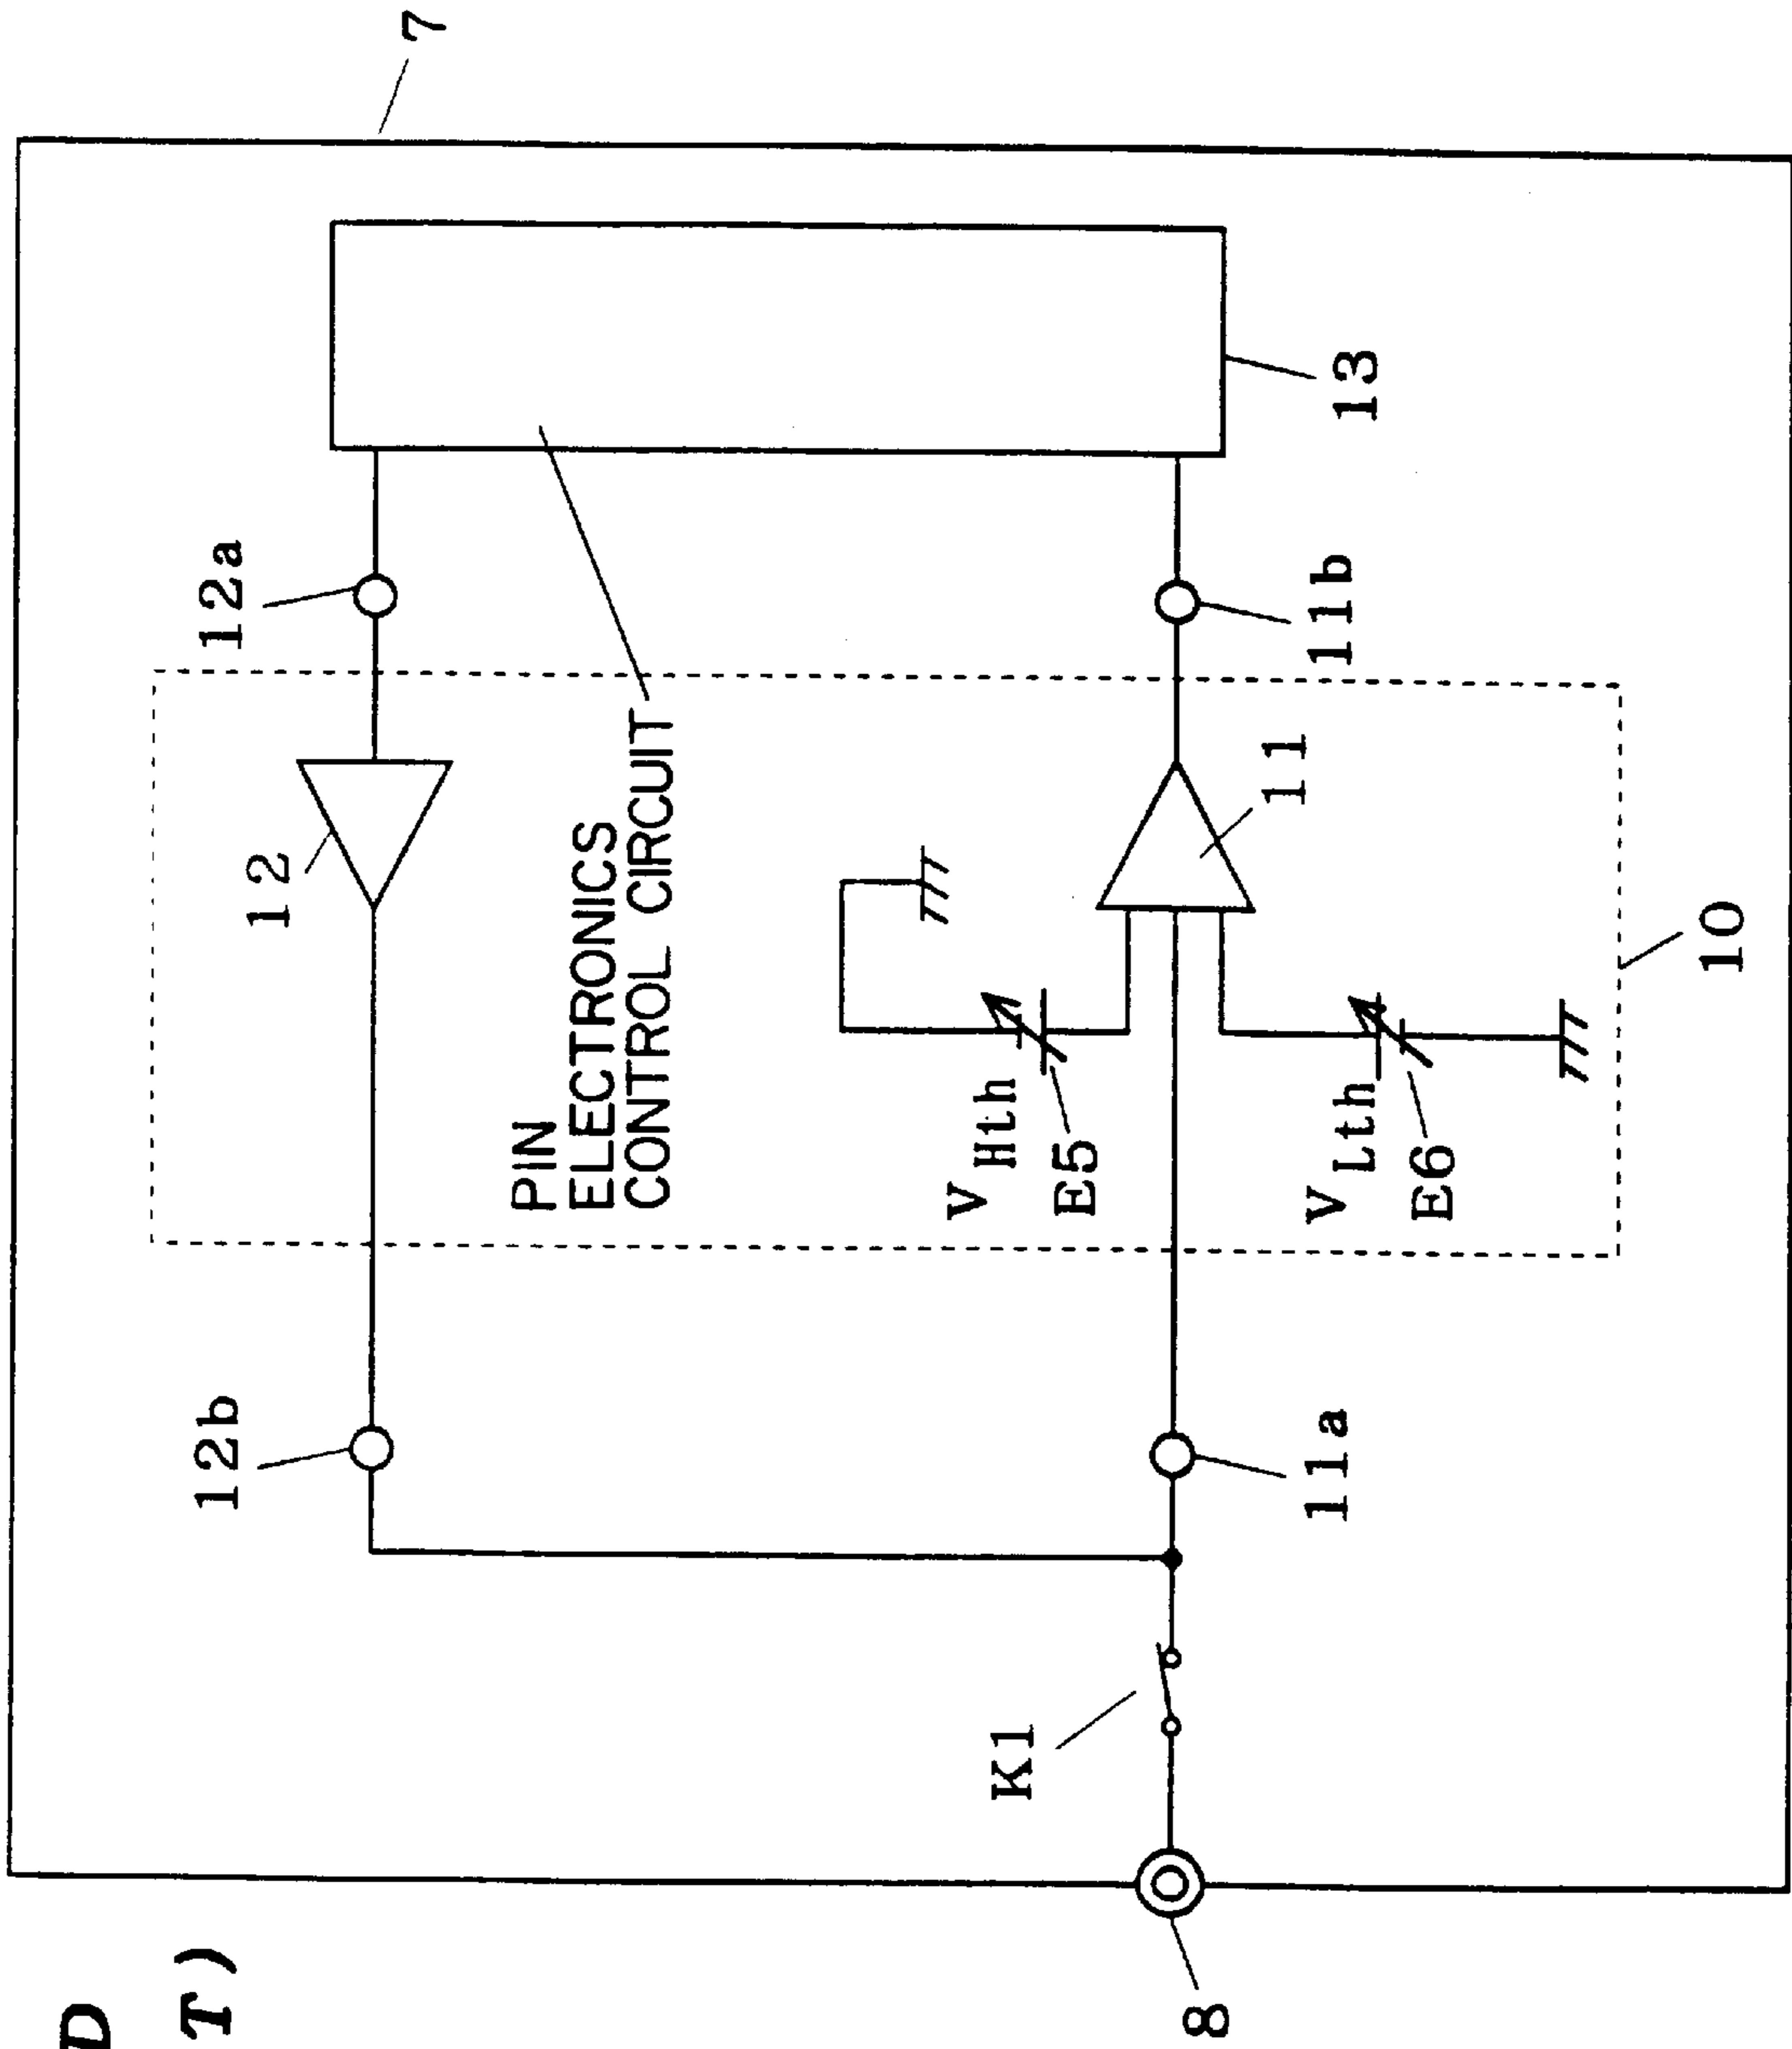 D
T)
7
12a
12
12b
PIN
ELECTRONICS
CONTROL CIRCUIT
13
11b
11
VHth
E5
VLth
E6
10
11a
K1
8